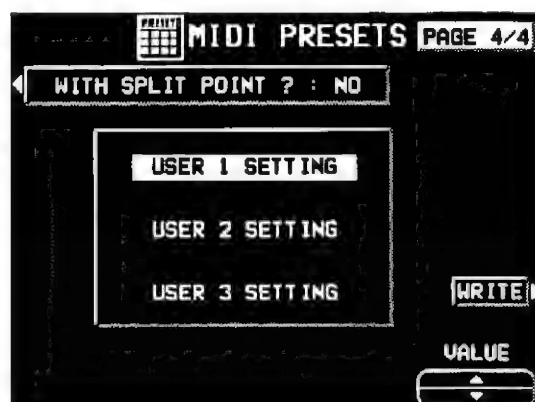 PRESET
MIDI PRESETS PAGE 4/4
WITH SPLIT POINT ? : NO
USER 1 SETTING
USER 2 SETTING
USER 3 SETTING
WRITE
VALUE